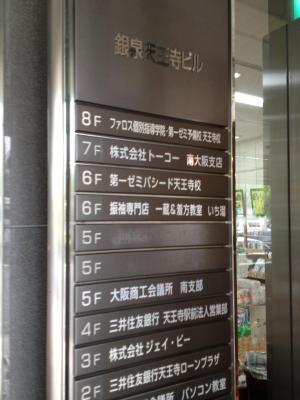 銀泉天王寺ビル
8F ファロス個別指導学院/第一ゼミ予備校 天王寺校
7F 株式会社トーコー 南大阪支店
6F 第一ゼミパシード天王寺校
6F 振袖専門店 一蔵&着方教室 いち瑠
5F
5F
5F 大阪商工会議所 南支部
4F 三井住友銀行 天王寺駅前法人営業部
3F 株式会社 ジェイ・ビー
2F 三井住友銀行天王寺ローンプラザ
会議所 パソコン教室